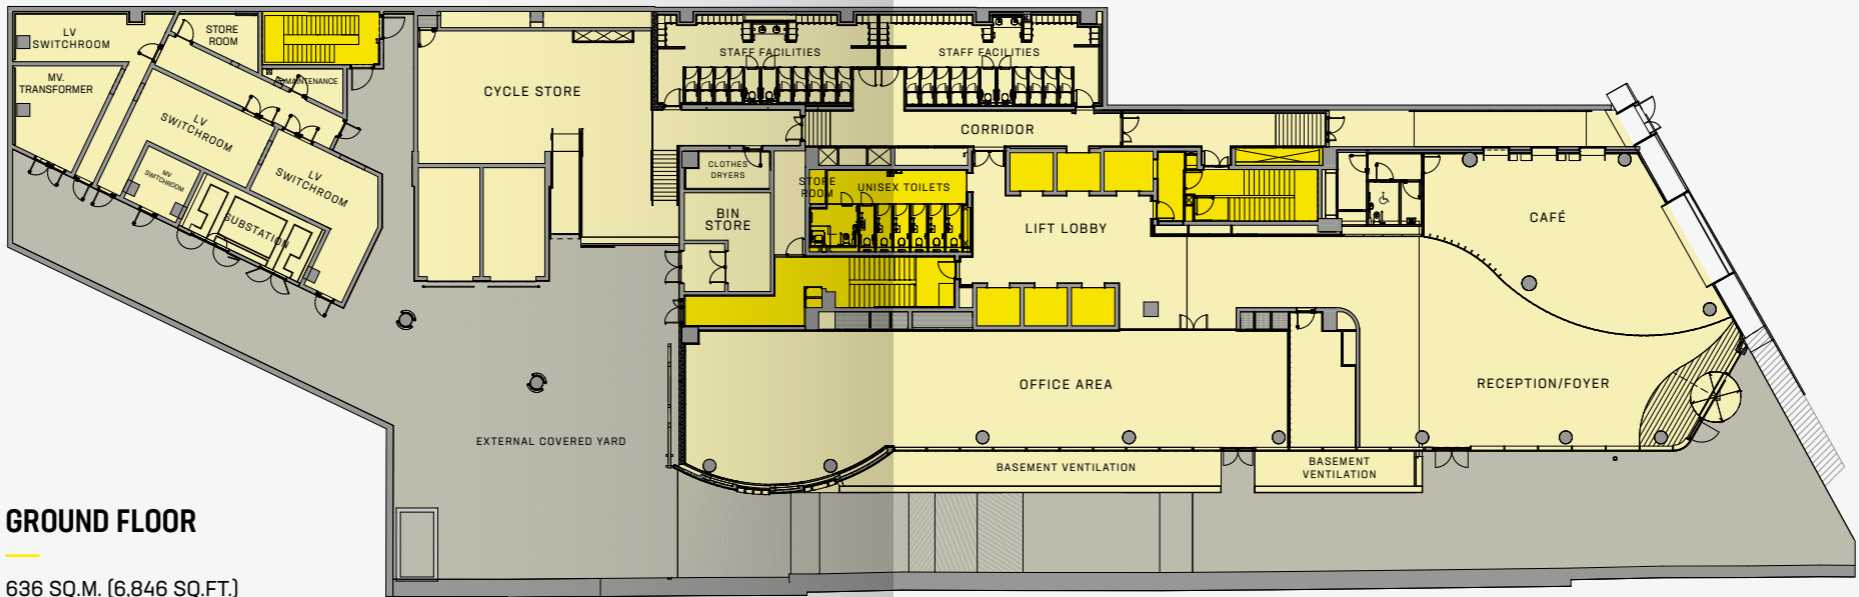 LV
SWITCHROOM
STORE
ROOM
MV.
TRANSFORMER
MAINTENANCE
LV
SWITCHROOM
MV
SWITCHROOM
LV
SWITCHROOM
SUBSTATION
CYCLE STORE
STAFF FACILITIES
STAFF FACILITIES
CORRIDOR
CLOTHES
DRYERS
STORE
ROOM
UNISEX TOILETS
BIN
STORE
LIFT LOBBY
CAFÉ
OFFICE AREA
RECEPTION/FOYER
EXTERNAL COVERED YARD
BASEMENT VENTILATION
BASEMENT
VENTILATION
GROUND FLOOR
636 SQ.M. (6,846 SQ.FT.)